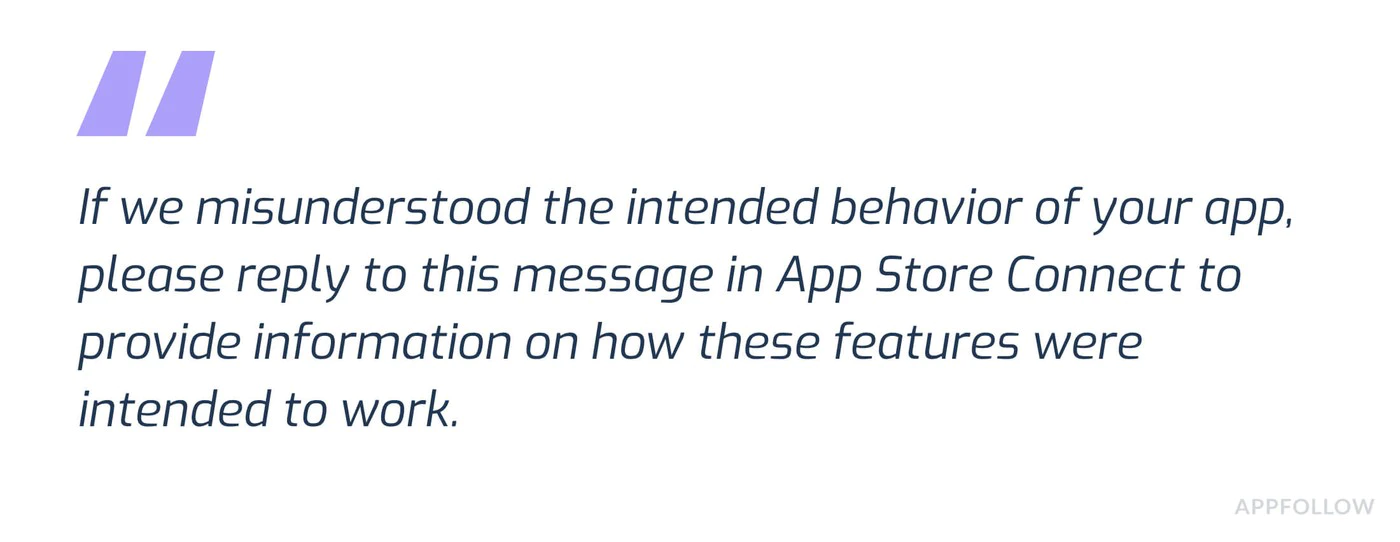 If we misunderstood the intended behavior of your app,
please reply to this message in App Store Connect to
provide information on how these features were
intended to work.
APPFOLLOW